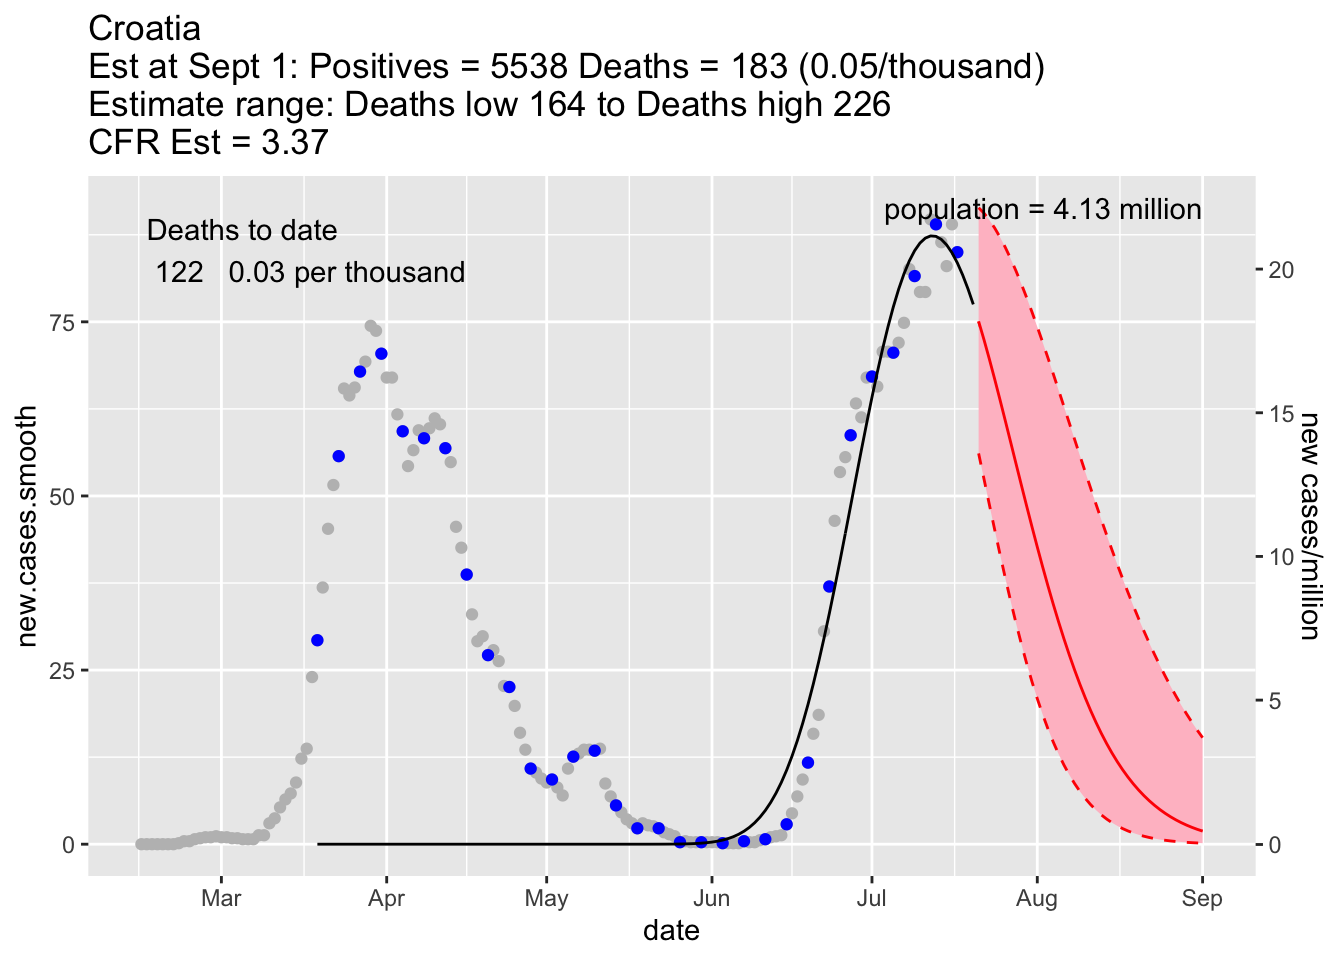 Croatia
Est at Sept 1: Positives = 5538 Deaths = 183 (0.05/thousand)
Estimate range: Deaths low 164 to Deaths high 226
CFR Est = 3.37
Deaths to date
122 0.03 per thousand
population = 4.13 million
75
50
25
0
new.cases.smooth
20
15
10
5
0
new cases/million
Mar Apr May Jun Jul Aug Sep
date